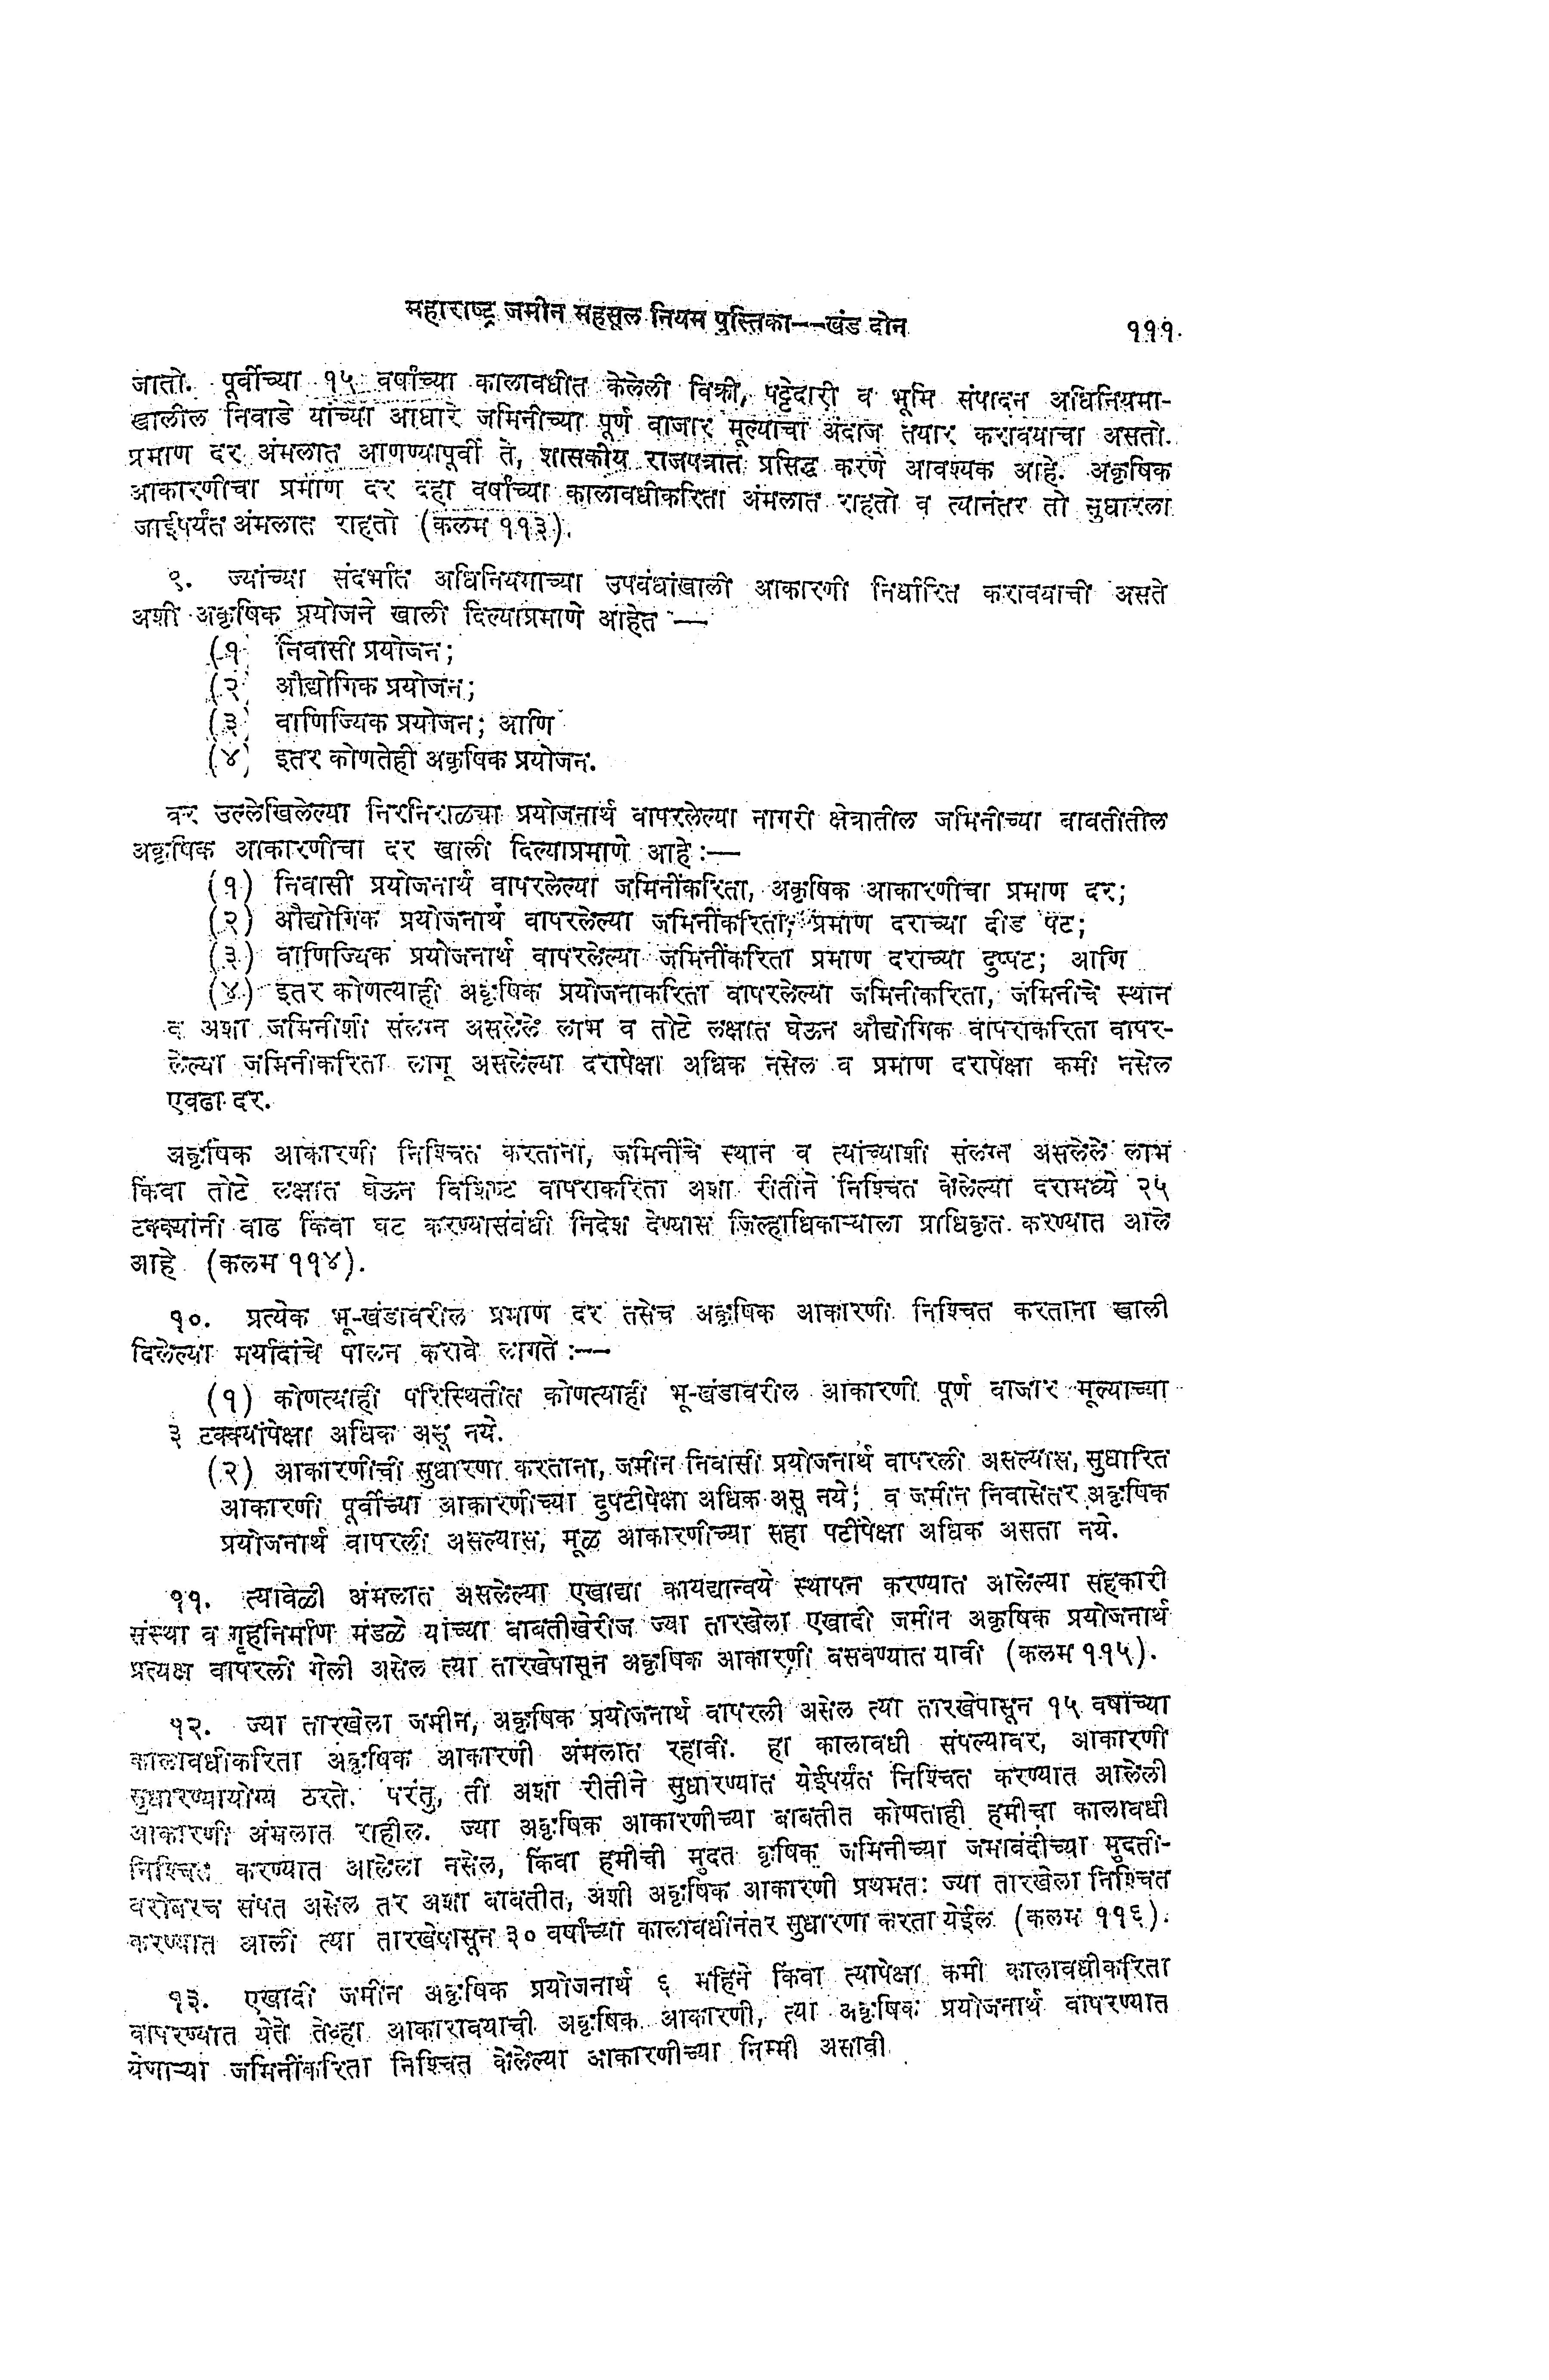 महाराष्ट्र जमीन महसूल नियम पुस्तिका--खंड दोन १११
जातो. पूर्वीच्या १५ वर्षांच्या कालावधीत केलेली विक्री, पट्टेदारी व भूमि संपादन अधिनियमा-
खालील निवाडे यांच्या आधारे जमिनीच्या पूर्ण बाजार मूल्याचा अंदाज तयार करावयाचा असतो.
प्रमाण दर अंमलात आणण्यापूर्वी ते, शासकीय राजपत्रात प्रसिद्ध करणे आवश्यक आहे. अकृषिक
आकारणीचा प्रमाण दर दहा वर्षांच्या कालावधीकरिता अंमलात राहतो व त्यानंतर तो सुधारला
जाईपर्यंत अंमलात राहतो (कलम ११३).
९. ज्यांच्या संदर्भात अधिनियमाच्या उपबंधांखाली आकारणी निर्धारित करावयाची असते
अशी अकृषिक प्रयोजने खाली दिल्याप्रमाणे आहेत —
(१) निवासी प्रयोजन;
(२) औद्योगिक प्रयोजन;
(३) वाणिज्यिक प्रयोजन; आणि
(४) इतर कोणतेही अकृषिक प्रयोजन.
वर उल्लेखिलेल्या निरनिराळ्या प्रयोजनार्थ वापरलेल्या नागरी क्षेत्रातील जमिनीच्या बाबतीतील
अकृषिक आकारणीचा दर खाली दिल्याप्रमाणे आहे :—
(१) निवासी प्रयोजनार्थ वापरलेल्या जमिनींकरिता, अकृषिक आकारणीचा प्रमाण दर;
(२) औद्योगिक प्रयोजनार्थ वापरलेल्या जमिनींकरिता, प्रमाण दराच्या दीड पट;
(३) वाणिज्यिक प्रयोजनार्थ वापरलेल्या जमिनींकरिता प्रमाण दराच्या दुप्पट; आणि
(४) इतर कोणत्याही अकृषिक प्रयोजनाकरिता वापरलेल्या जमिनीकरिता, जमिनीचे स्थान
व अशा जमिनीशी संलग्न असलेले लाभ व तोटे लक्षात घेऊन औद्योगिक वापराकरिता वापर-
लेल्या जमिनीकरिता लागू असलेल्या दरापेक्षा अधिक नसेल व प्रमाण दरापेक्षा कमी नसेल
एवढा दर.
अकृषिक आकारणी निश्चित करताना, जमिनींचे स्थान व त्यांच्याशी संलग्न असलेले लाभ
किंवा तोटे लक्षात घेऊन विशिष्ट वापराकरिता अशा रीतीने निश्चित केलेल्या दरामध्ये २५
टक्क्यांनी वाढ किंवा घट करण्यासंबंधी निदेश देण्यास जिल्हाधिकाऱ्याला प्राधिकृत करण्यात आले
आहे (कलम ११४).
१०. प्रत्येक भू-खंडावरील प्रमाण दर तसेच अकृषिक आकारणी निश्चित करताना खाली
दिलेल्या मर्यादांचे पालन करावे लागते :--
(१) कोणत्याही परिस्थितीत कोणत्याही भू-खंडावरील आकारणी पूर्ण बाजार मूल्याच्या
३ टक्क्यांपेक्षा अधिक असू नये.
(२) आकारणीची सुधारणा करताना, जमीन निवासी प्रयोजनार्थ वापरली असल्यास, सुधारित
आकारणी पूर्वीच्या आकारणीच्या दुपटीपेक्षा अधिक असू नये; व जमीन निवासेतर अकृषिक
प्रयोजनार्थ वापरली असल्यास, मूळ आकारणीच्या सहा पटींपेक्षा अधिक असता नये.
११. त्यावेळी अंमलात असलेल्या एखाद्या कायद्यान्वये स्थापन करण्यात आलेल्या सहकारी
संस्था व गृहनिर्माण मंडळे यांच्या बाबतीखेरीज ज्या तारखेला एखादी जमीन अकृषिक प्रयोजनार्थ
प्रत्यक्ष वापरली गेली असेल त्या तारखेपासून अकृषिक आकारणी बसवण्यात यावी (कलम ११५).
१२. ज्या तारखेला जमीन, अकृषिक प्रयोजनार्थ वापरली असेल त्या तारखेपासून १५ वर्षांच्या
कालावधीकरिता अकृषिक आकारणी अंमलात रहावी. हा कालावधी संपल्यावर, आकारणी
सुधारण्यायोग्य ठरते. परंतु, ती अशा रीतीने सुधारण्यात येईपर्यंत निश्चित करण्यात आलेली
आकारणी अंमलात राहील. ज्या अकृषिक आकारणीच्या बाबतीत कोणताही हमीचा कालावधी
निश्चित करण्यात आलेला नसेल, किंवा हमीची मुदत कृषिक जमिनीच्या जमाबंदीच्या मुदती-
बरोबरच संपत असेल तर अशा बाबतीत, अशी अकृषिक आकारणी प्रथमतः ज्या तारखेला निश्चित
करण्यात आली त्या तारखेपासून ३० वर्षांच्या कालावधीनंतर सुधारणा करता येईल (कलम ११६).
१३. एखादी जमीन अकृषिक प्रयोजनार्थ ६ महिने किंवा त्यापेक्षा कमी कालावधीकरिता
वापरण्यात येते तेव्हा आकारावयाची अकृषिक आकारणी, त्या अकृषिक प्रयोजनार्थ वापरण्यात
येणाऱ्या जमिनींकरिता निश्चित केलेल्या आकारणीच्या निम्मी असावी